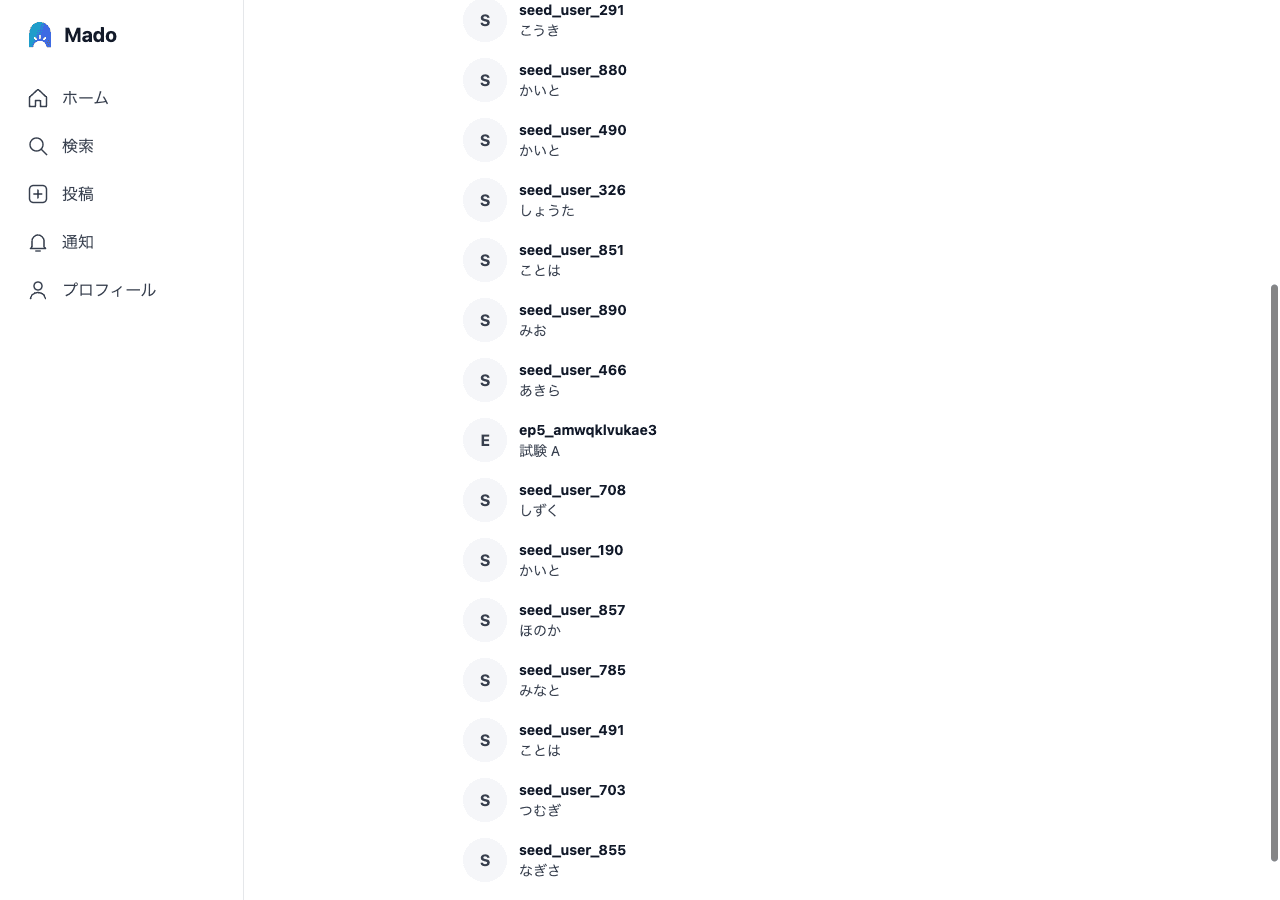 Mado
ホーム
検索
投稿
通知
プロフィール
S
seed_user_291
こうき
S
seed_user_880
かいと
S
seed_user_490
かいと
S
seed_user_326
しょうた
S
seed_user_851
ことは
S
seed_user_890
みお
S
seed_user_466
あきら
E
ep5_amwqklvukae3
試験 A
S
seed_user_708
しずく
S
seed_user_190
かいと
S
seed_user_857
ほのか
S
seed_user_785
みなと
S
seed_user_491
ことは
S
seed_user_703
つむぎ
S
seed_user_855
なぎさ